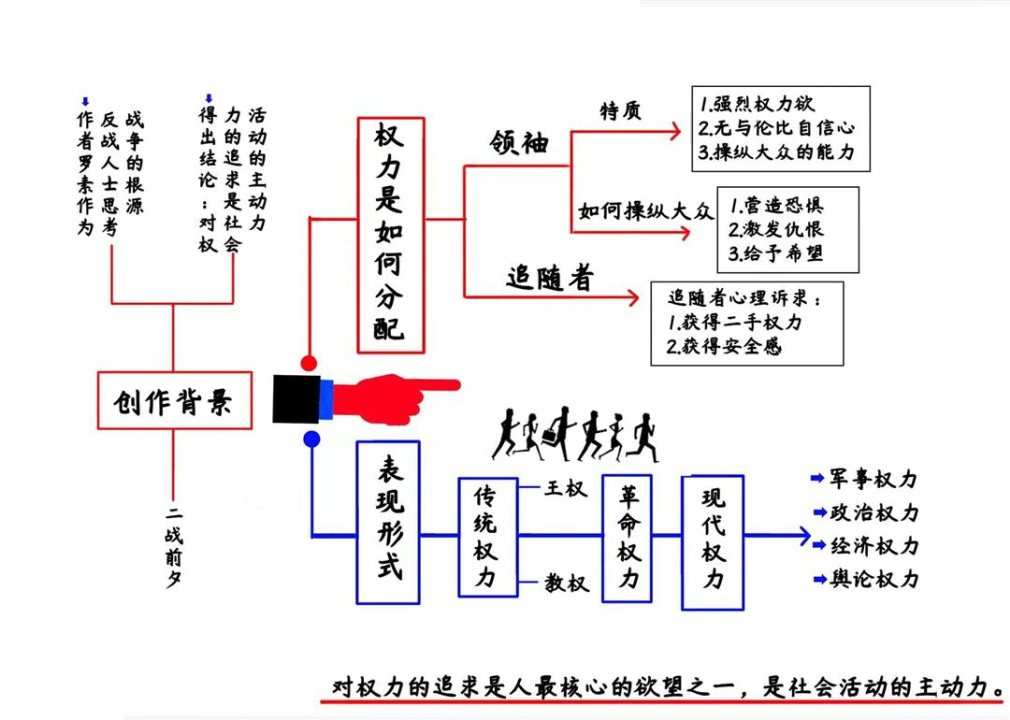 作者罗素作为
反战人士思考
战争的根源
得出结论：对权
力的追求是社会
活动的主动力
创作背景
二战前夕
权力是如何分配
领袖
特质
1.强烈权力欲
2.无与伦比自信心
3.操纵大众的能力
如何操纵大众
1.营造恐惧
2.激发仇恨
3.给予希望
追随者
追随者心理诉求：
1.获得二手权力
2.获得安全感
表现形式
传统权力
王权
教权
革命权力
现代权力
军事权力
政治权力
经济权力
舆论权力
对权力的追求是人最核心的欲望之一，是社会活动的主动力。